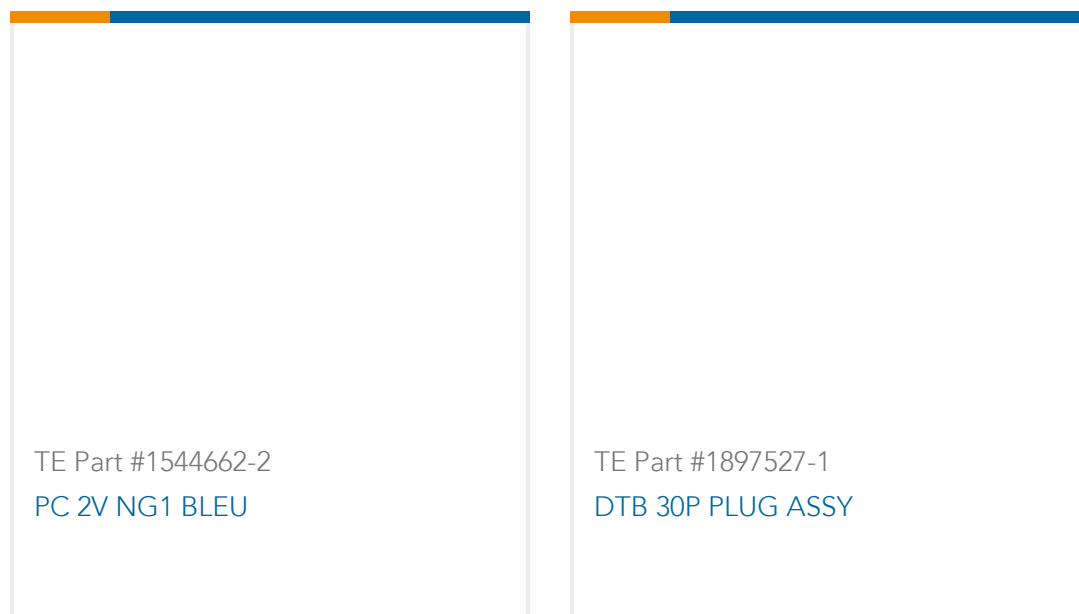 TE Part #1544662-2
PC 2V NG1 BLEU
TE Part #1897527-1
DTB 30P PLUG ASSY